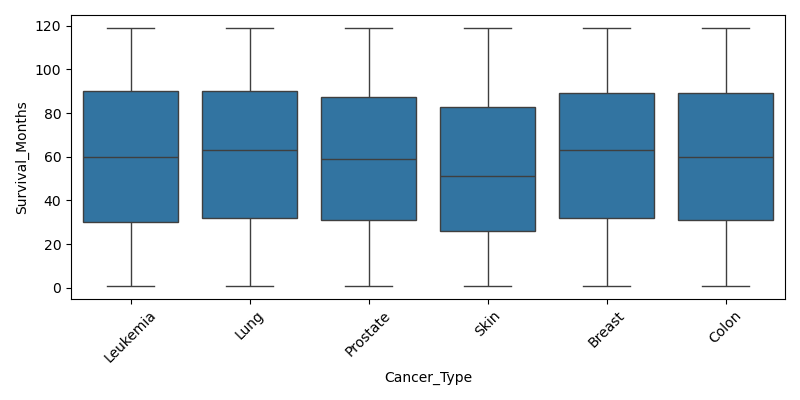 120
100
80
60
40
20
0
Survival_Months
Leukemia
Lung
Prostate
Skin
Breast
Colon
Cancer_Type